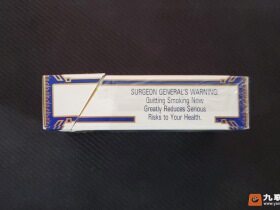 SURGEON GENERAL'S WARNING:
Quitting Smoking Now
Greatly Reduces Serious
Risks to Your Health.